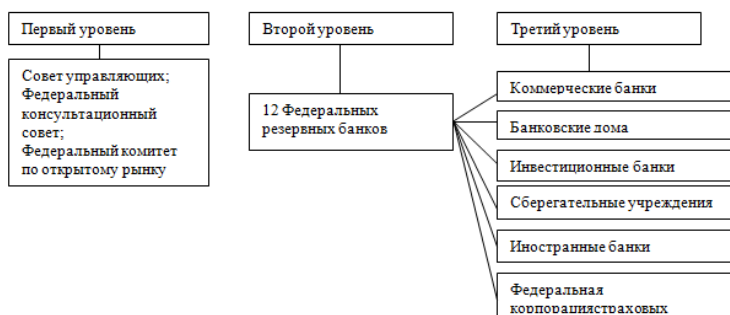 Первый уровень
Второй уровень
Третий уровень
Совет управляющих;
Федеральный
консультационный
совет;
Федеральный комитет
по открытому рынку
12 Федеральных
резервных банков
Коммерческие банки
Банковские дома
Инвестиционные банки
Сберегательные учреждения
Иностранные банки
Федеральная
корпорациястраховых